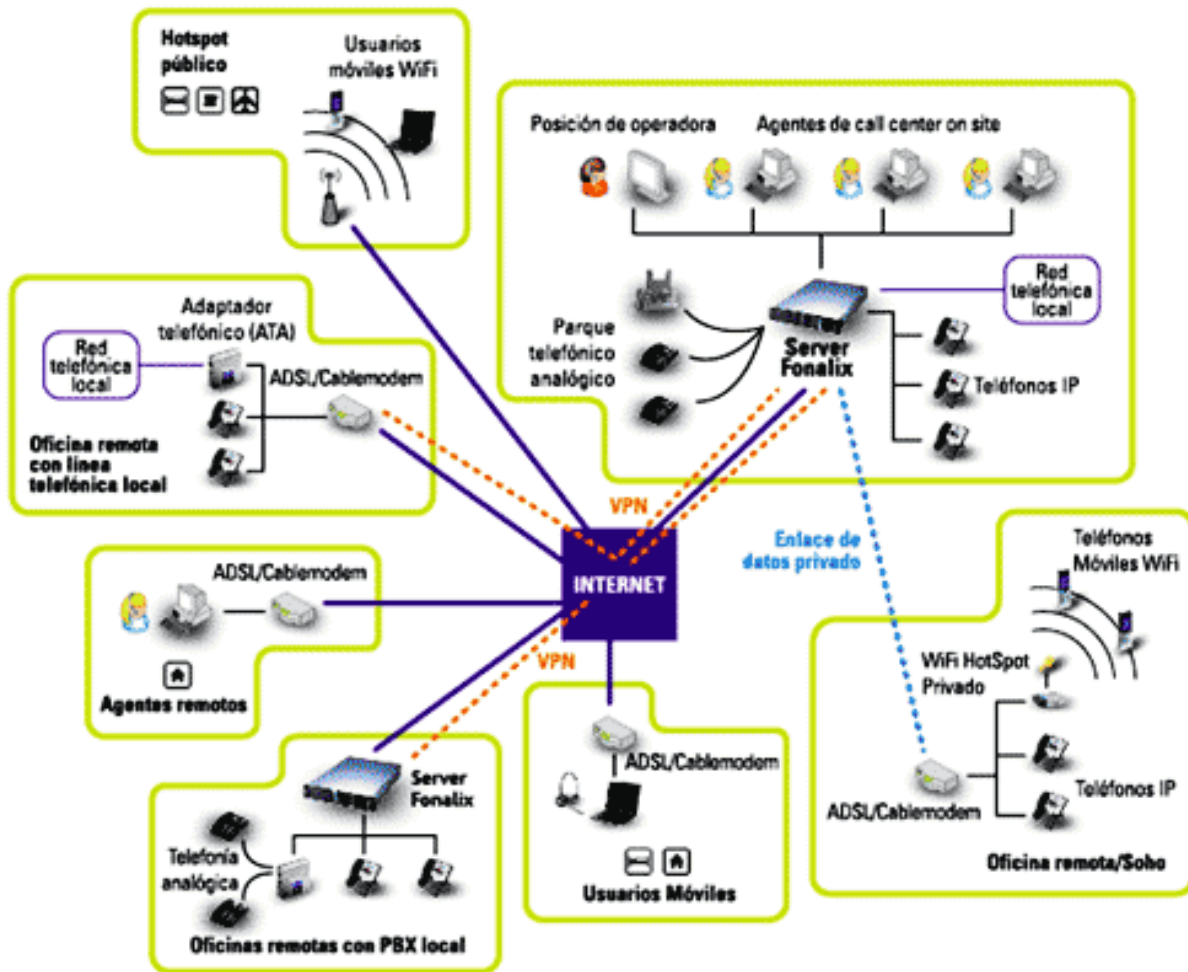 Hotspot
público
Usuarios
móviles WiFi
Posición de operadora
Agentes de call center on site
Red
telefónica
local
Parque
telefónico
analógico
Server
Fonalix
Teléfonos IP
Adaptador
telefónico (ATA)
Red
telefónica
local
ADSL/Cablemodem
Oficina remota
con línea
telefónica local
VPN
Enlace de
datos privado
INTERNET
ADSL/Cablemodem
Agentes remotos
VPN
Teléfonos
Móviles WiFi
WiFi HotSpot
Privado
ADSL/Cablemodem
Teléfonos IP
Oficina remota/Soho
Server
Fonalix
Telefonía
analógica
Oficinas remotas con PBX local
ADSL/Cablemodem
Usuarios Móviles